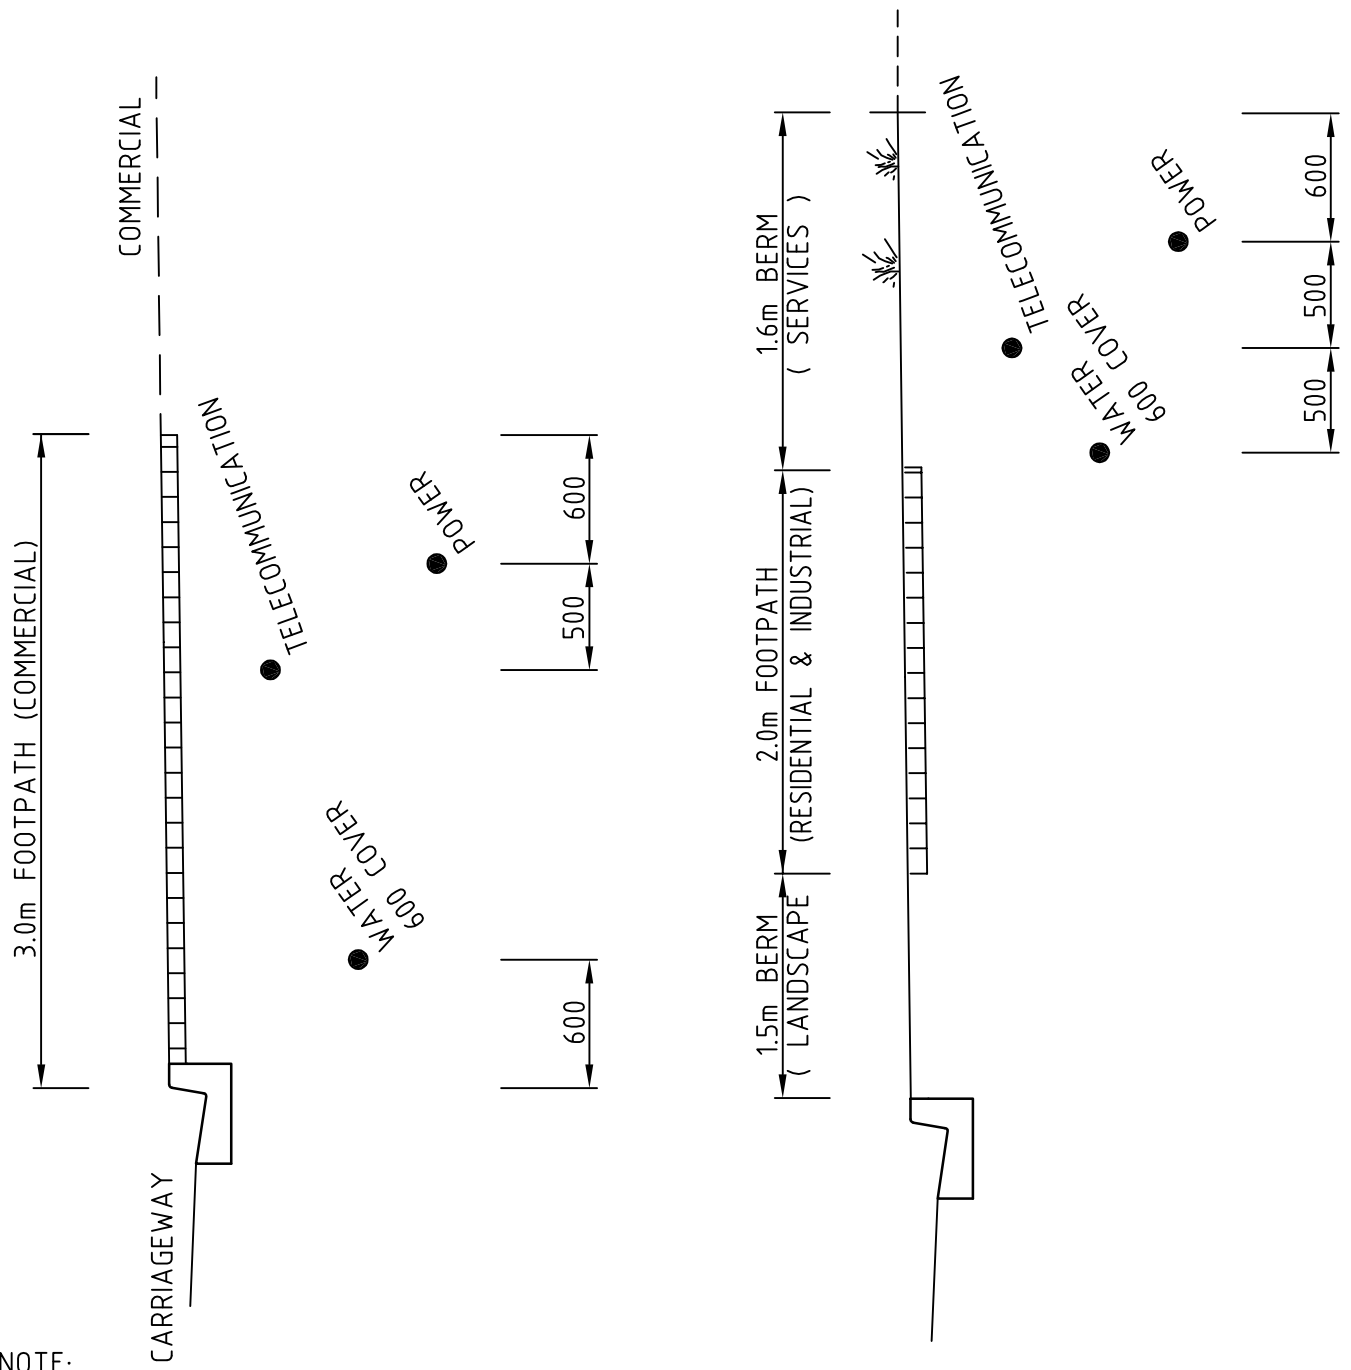 3.0m FOOTPATH (COMMERCIAL)
COMMERCIAL
CARRIAGEWAY
TELECOMMUNICATION
POWER
WATER
600 COVER
600
500
600
1.6m BERM
( SERVICES )
2.0m FOOTPATH
(RESIDENTIAL & INDUSTRIAL)
1.5m BERM
( LANDSCAPE
TELECOMMUNICATION
POWER
WATER
600 COVER
600
500
500
NOTE: